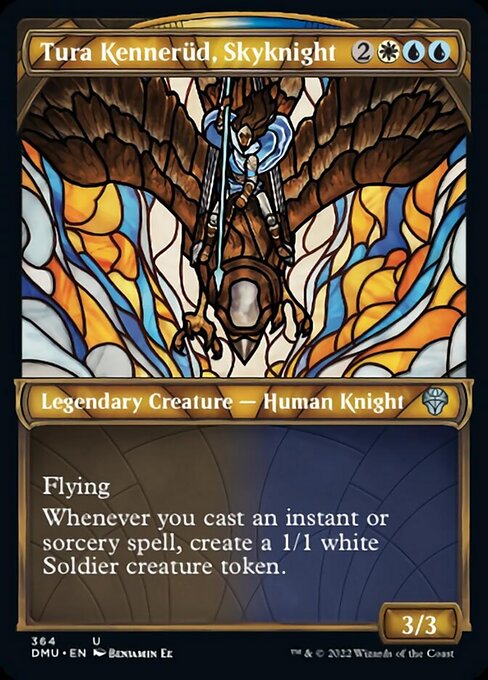 Tura Kennerüd, Skyknight 2
Legendary Creature — Human Knight
Flying
Whenever you cast an instant or
sorcery spell, create a 1/1 white
Soldier creature token.
3/3
364 U
DMU • EN Benjamin Ee
™ & © 2022 Wizards of the Coast